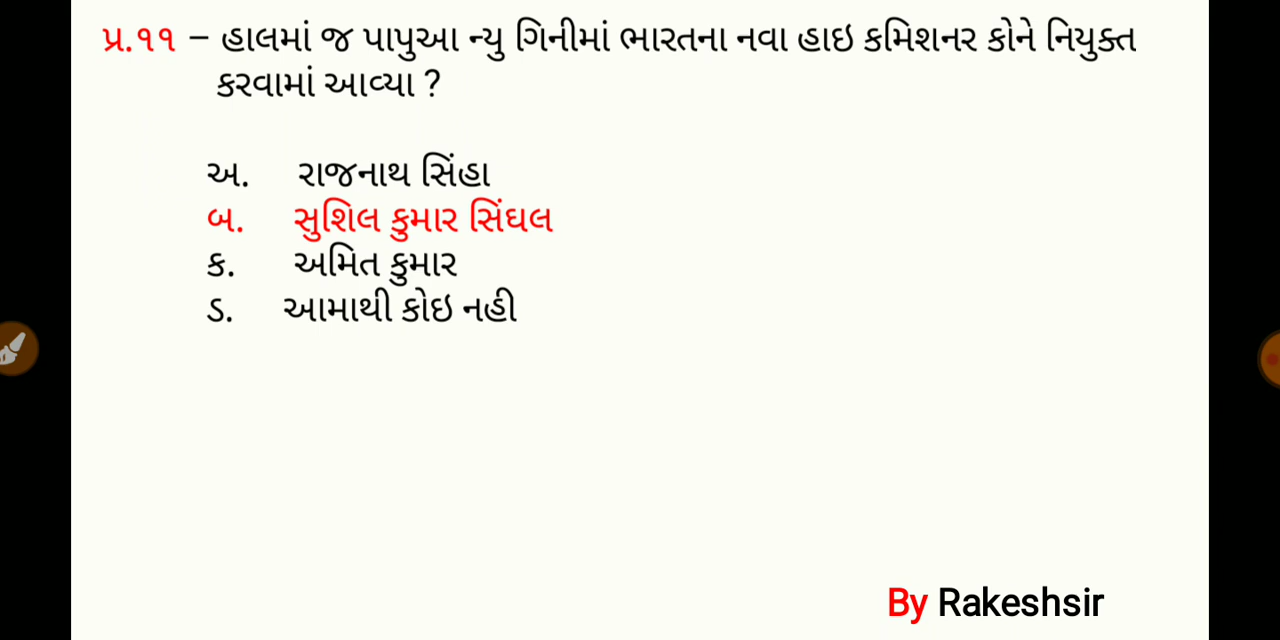 પ્ર.૧૧ – હાલમાં જ પાપુઆ ન્યુ ગિનીમાં ભારતના નવા હાઇ કમિશનર કોને નિયુક્ત
કરવામાં આવ્યા ?
અ. રાજનાથ સિંહા
બ. સુશિલ કુમાર સિંઘલ
ક. અમિત કુમાર
ડ. આમાથી કોઇ નહી
By Rakeshsir